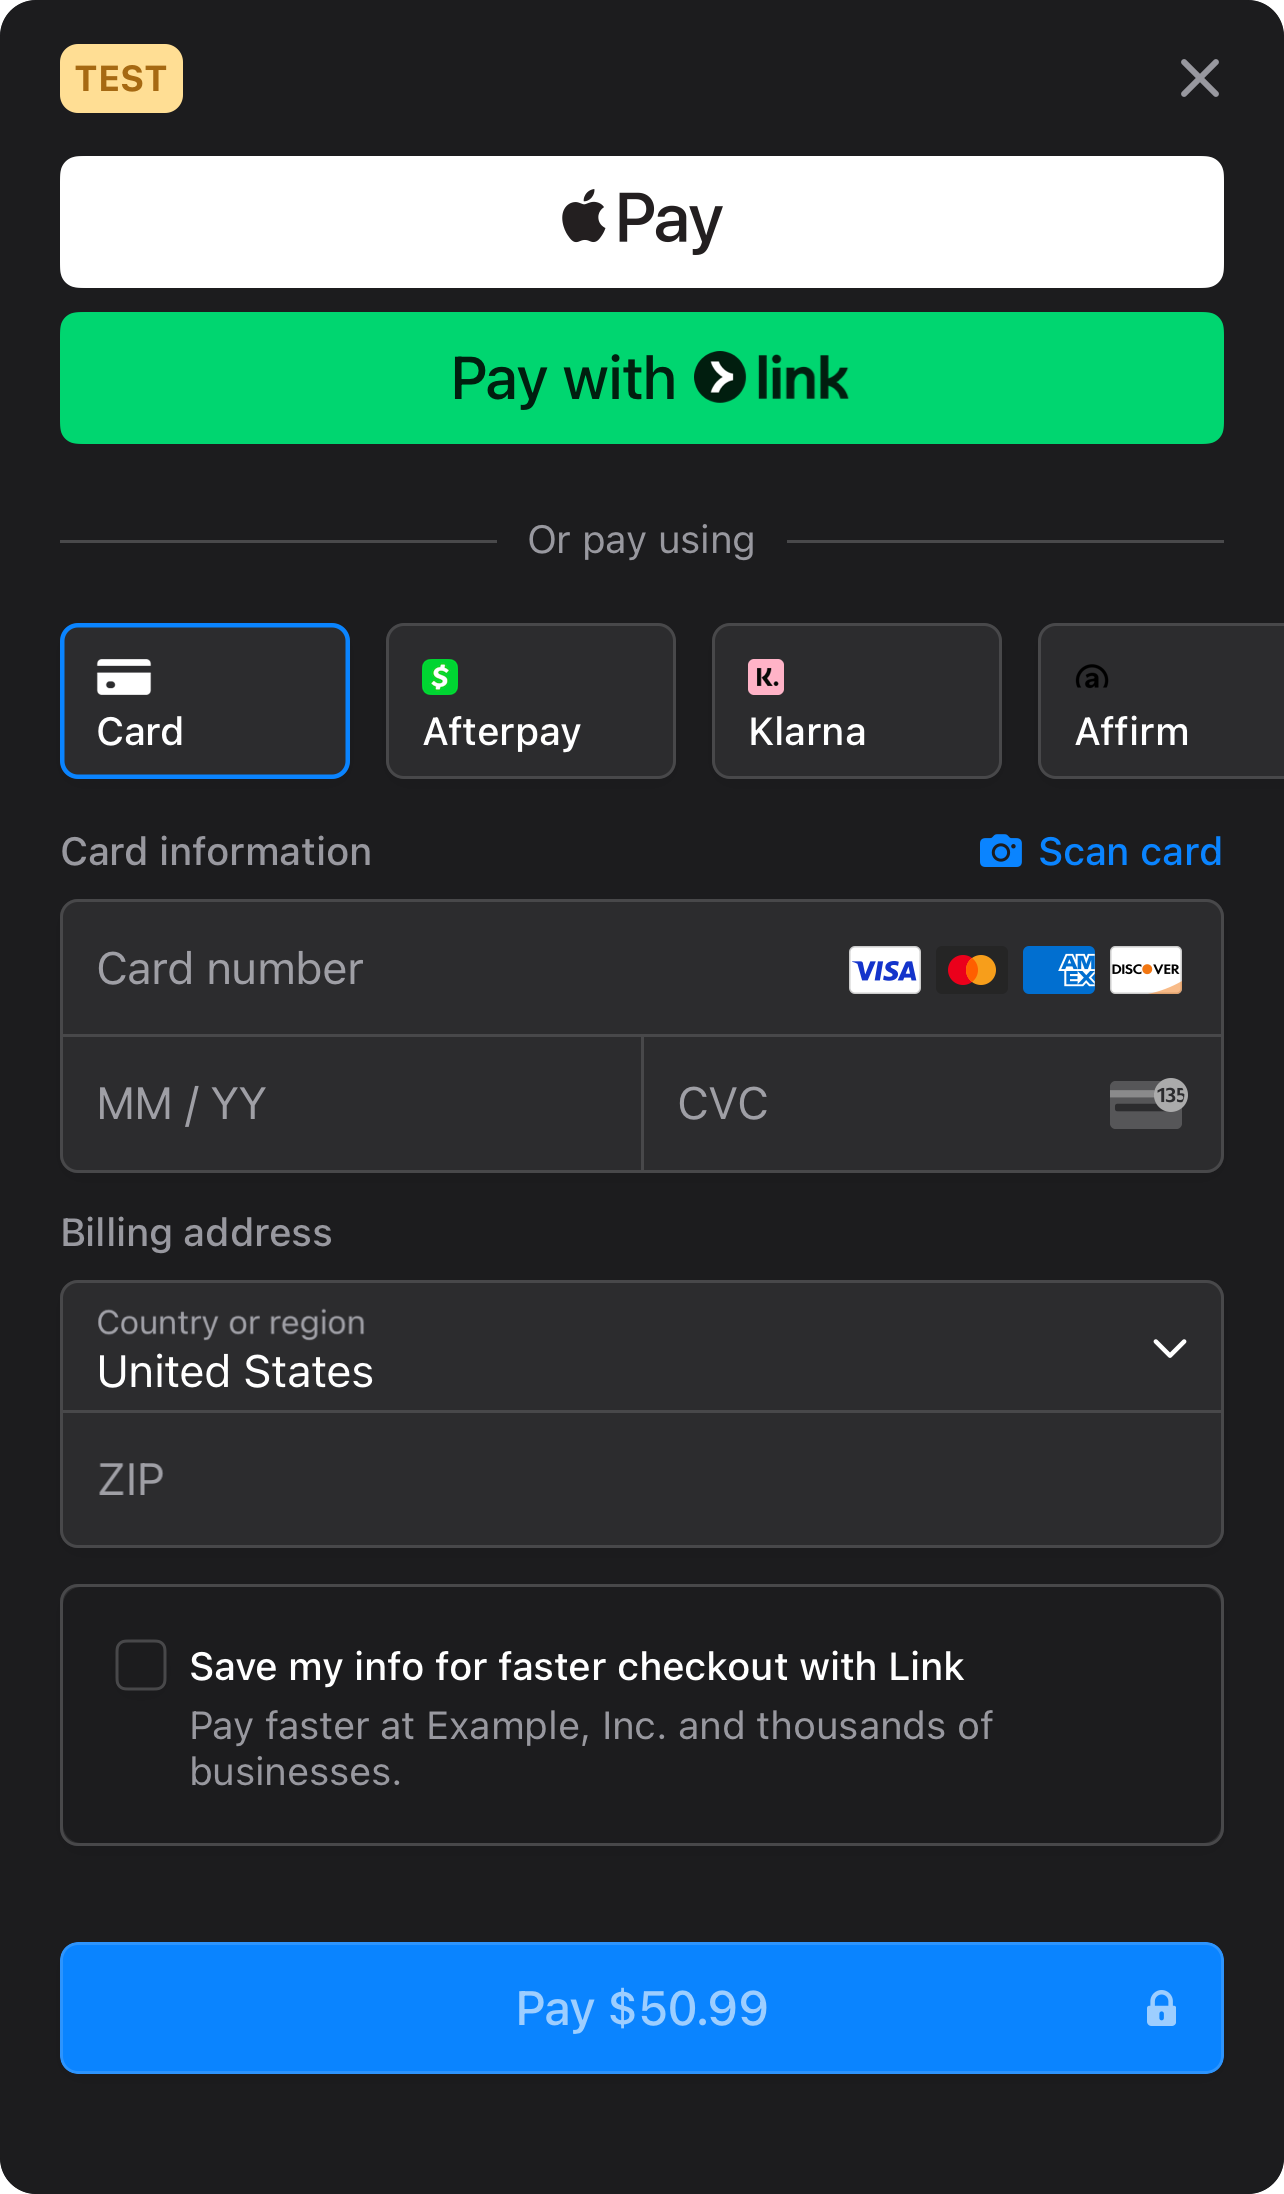 TEST
Pay
Pay with link
Or pay using
Card
Afterpay
Klarna
Affirm
Card information
Scan card
Card number
VISA
AM
EX
DISCOVER
MM / YY
CVC
135
Billing address
Country or region
United States
ZIP
Save my info for faster checkout with Link
Pay faster at Example, Inc. and thousands of
businesses.
Pay $50.99